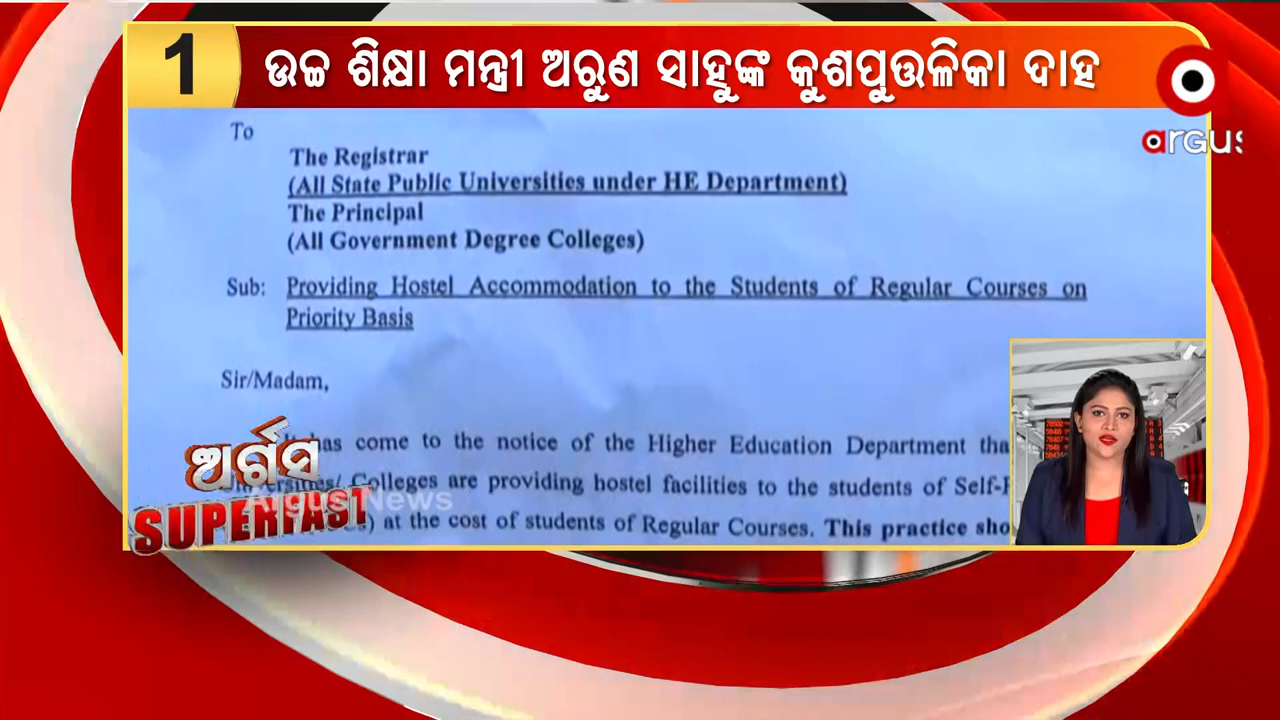 1
ଉଚ୍ଚ ଶିକ୍ଷା ମନ୍ତ୍ରୀ ଅରୁଣ ସାହୁଙ୍କ କୁଶପୁତ୍ତଳିକା ଦାହ
argus
To
The Registrar
(All State Public Universities under HE Department)
The Principal
(All Government Degree Colleges)
Sub: Providing Hostel Accommodation to the Students of Regular Courses on
Priority Basis
Sir/Madam,
has come to the notice of the Higher Education Department
Colleges are providing hostel facilities to the students of
at the cost of students of Regular Courses. This practice
ଅର୍ଗସ
SUPERFAST
Argus News